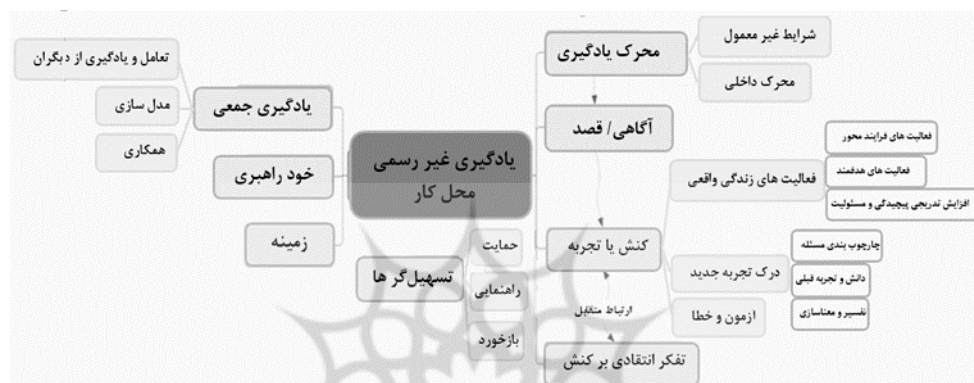 شرایط غیر معمول
محرک یادگیری
محرک داخلی
آگاهی/ قصد
فعالیت های فرایند محور
فعالیت های زندگی واقعی
فعالیت های هدفمند
افزایش تدریجی پیچیدگی و مسئولیت
کنش یا تجربه
چارچوب بندی مسئله
درک تجربه جدید
دانش و تجربه قبلی
تفسیر و معناسازی
ازمون و خطا
ارتباط متقابل
تفکر انتقادی بر کنش
یادگیری غیر رسمی
محل کار
تعامل و یادگیری از دیگران
یادگیری جمعی
مدل سازی
همکاری
خود راهبری
زمینه
تسهیل‌گر ها
حمایت
راهنمایی
بازخورد